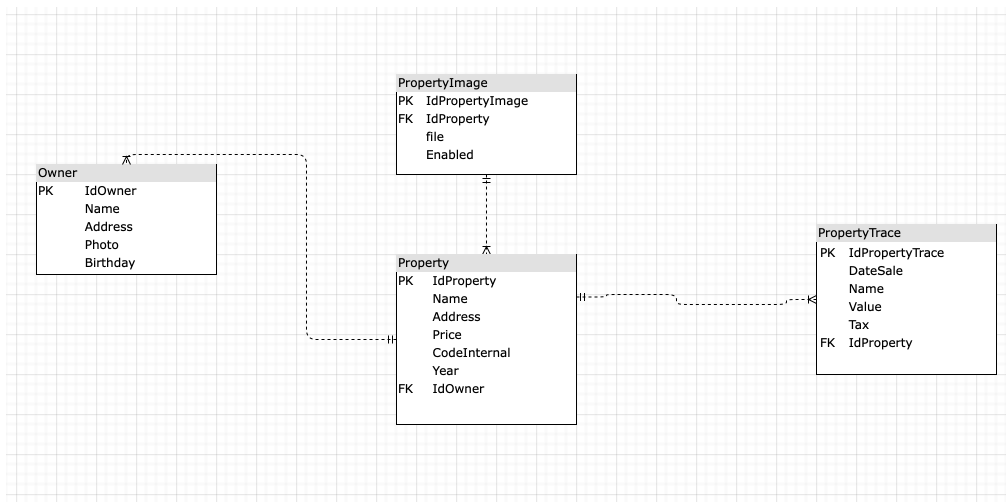 PropertyImage
PK IdPropertyImage
FK IdProperty
file
Enabled
Owner
PK IdOwner
Name
Address
Photo
Birthday
Property
PK IdProperty
Name
Address
Price
CodeInternal
Year
FK IdOwner
PropertyTrace
PK IdPropertyTrace
DateSale
Name
Value
Tax
FK IdProperty